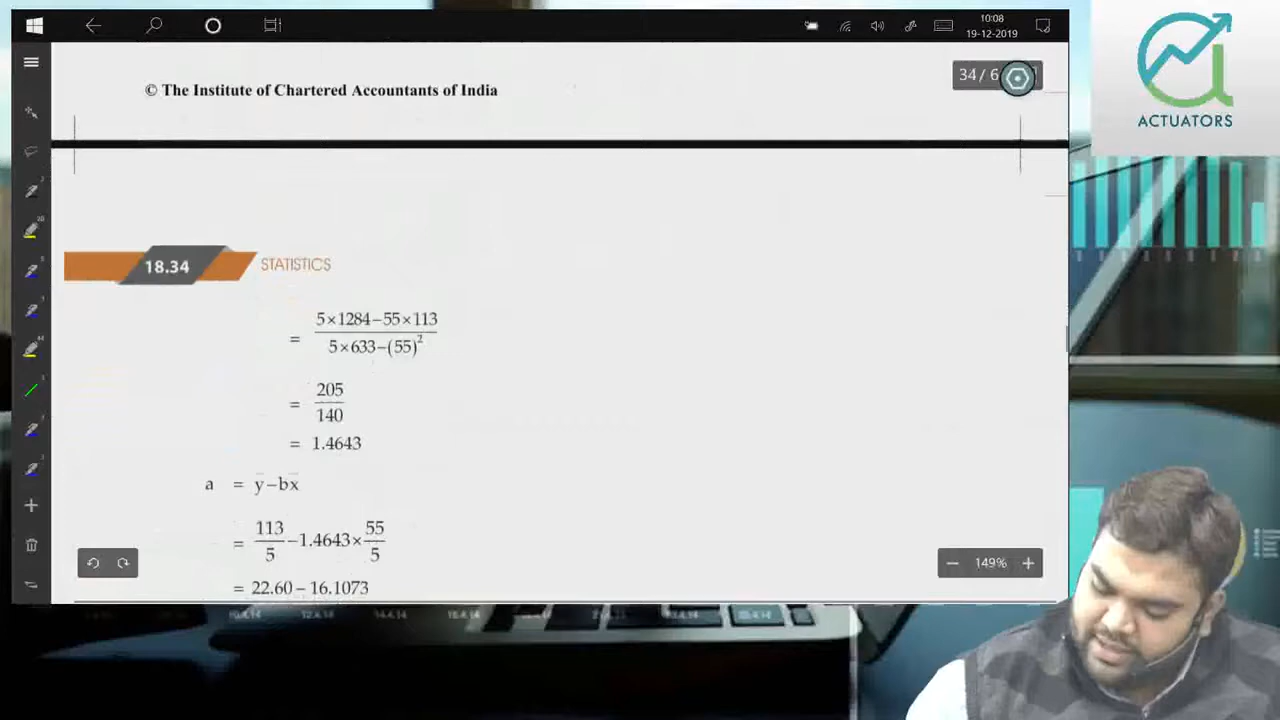 10:08
19-12-2019
© The Institute of Chartered Accountants of India
34 / 6
ACTUATORS
18.34 STATISTICS
= 5×1284−55×113
5×633−(55)²
= 205
140
= 1.4643
a = y̅−bx̅
= 113/5 −1.4643× 55/5
= 22.60−16.1073
149%